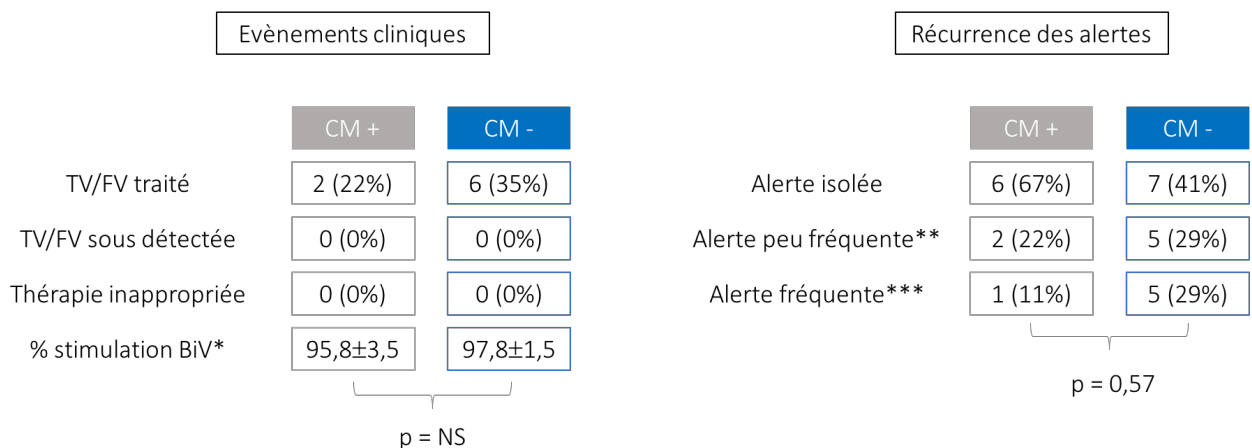 Evènements cliniques
CM + CM -
TV/FV traité 2 (22%) 6 (35%)
TV/FV sous détectée 0 (0%) 0 (0%)
Thérapie inappropriée 0 (0%) 0 (0%)
% stimulation BiV* 95,8±3,5 97,8±1,5
p = NS
Récurrence des alertes
CM + CM -
Alerte isolée 6 (67%) 7 (41%)
Alerte peu fréquente** 2 (22%) 5 (29%)
Alerte fréquente*** 1 (11%) 5 (29%)
p = 0,57